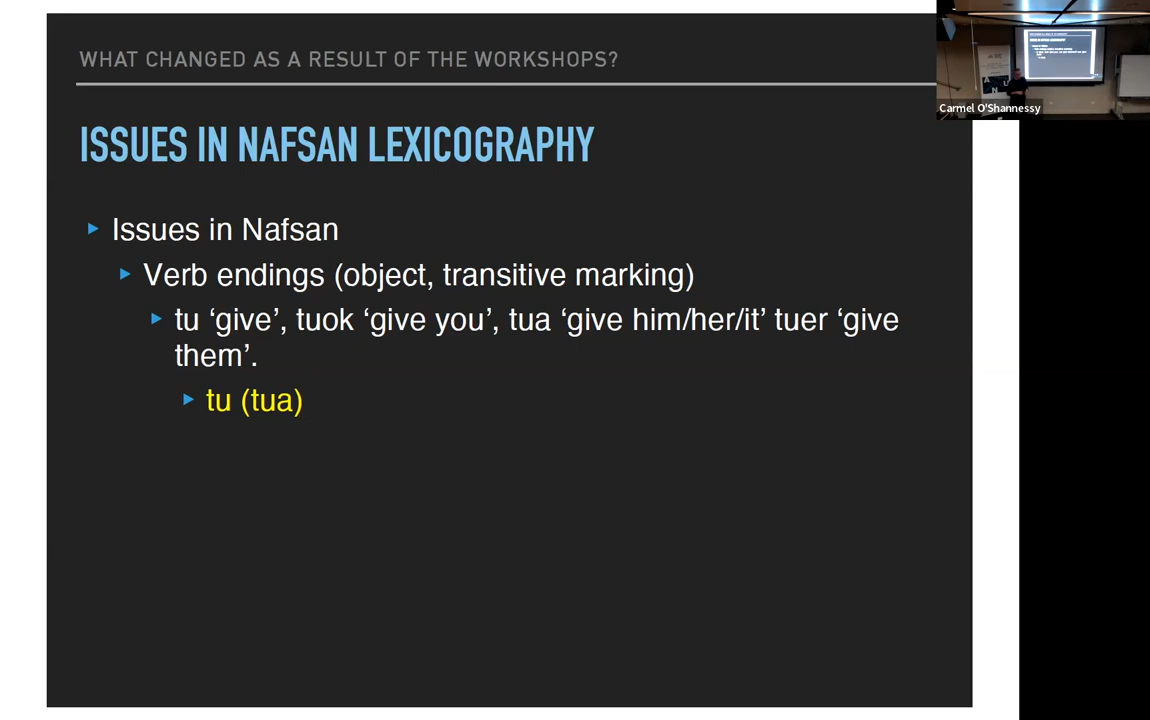 WHAT CHANGED AS A RESULT OF THE WORKSHOPS?
ISSUES IN NAFSAN LEXICOGRAPHY
Issues in Nafsan
Verb endings (object, transitive marking)
tu ‘give’, tuok ‘give you’, tua ‘give him/her/it’ tuer ‘give
them’.
tu (tua)
Carmel O'Shannessy